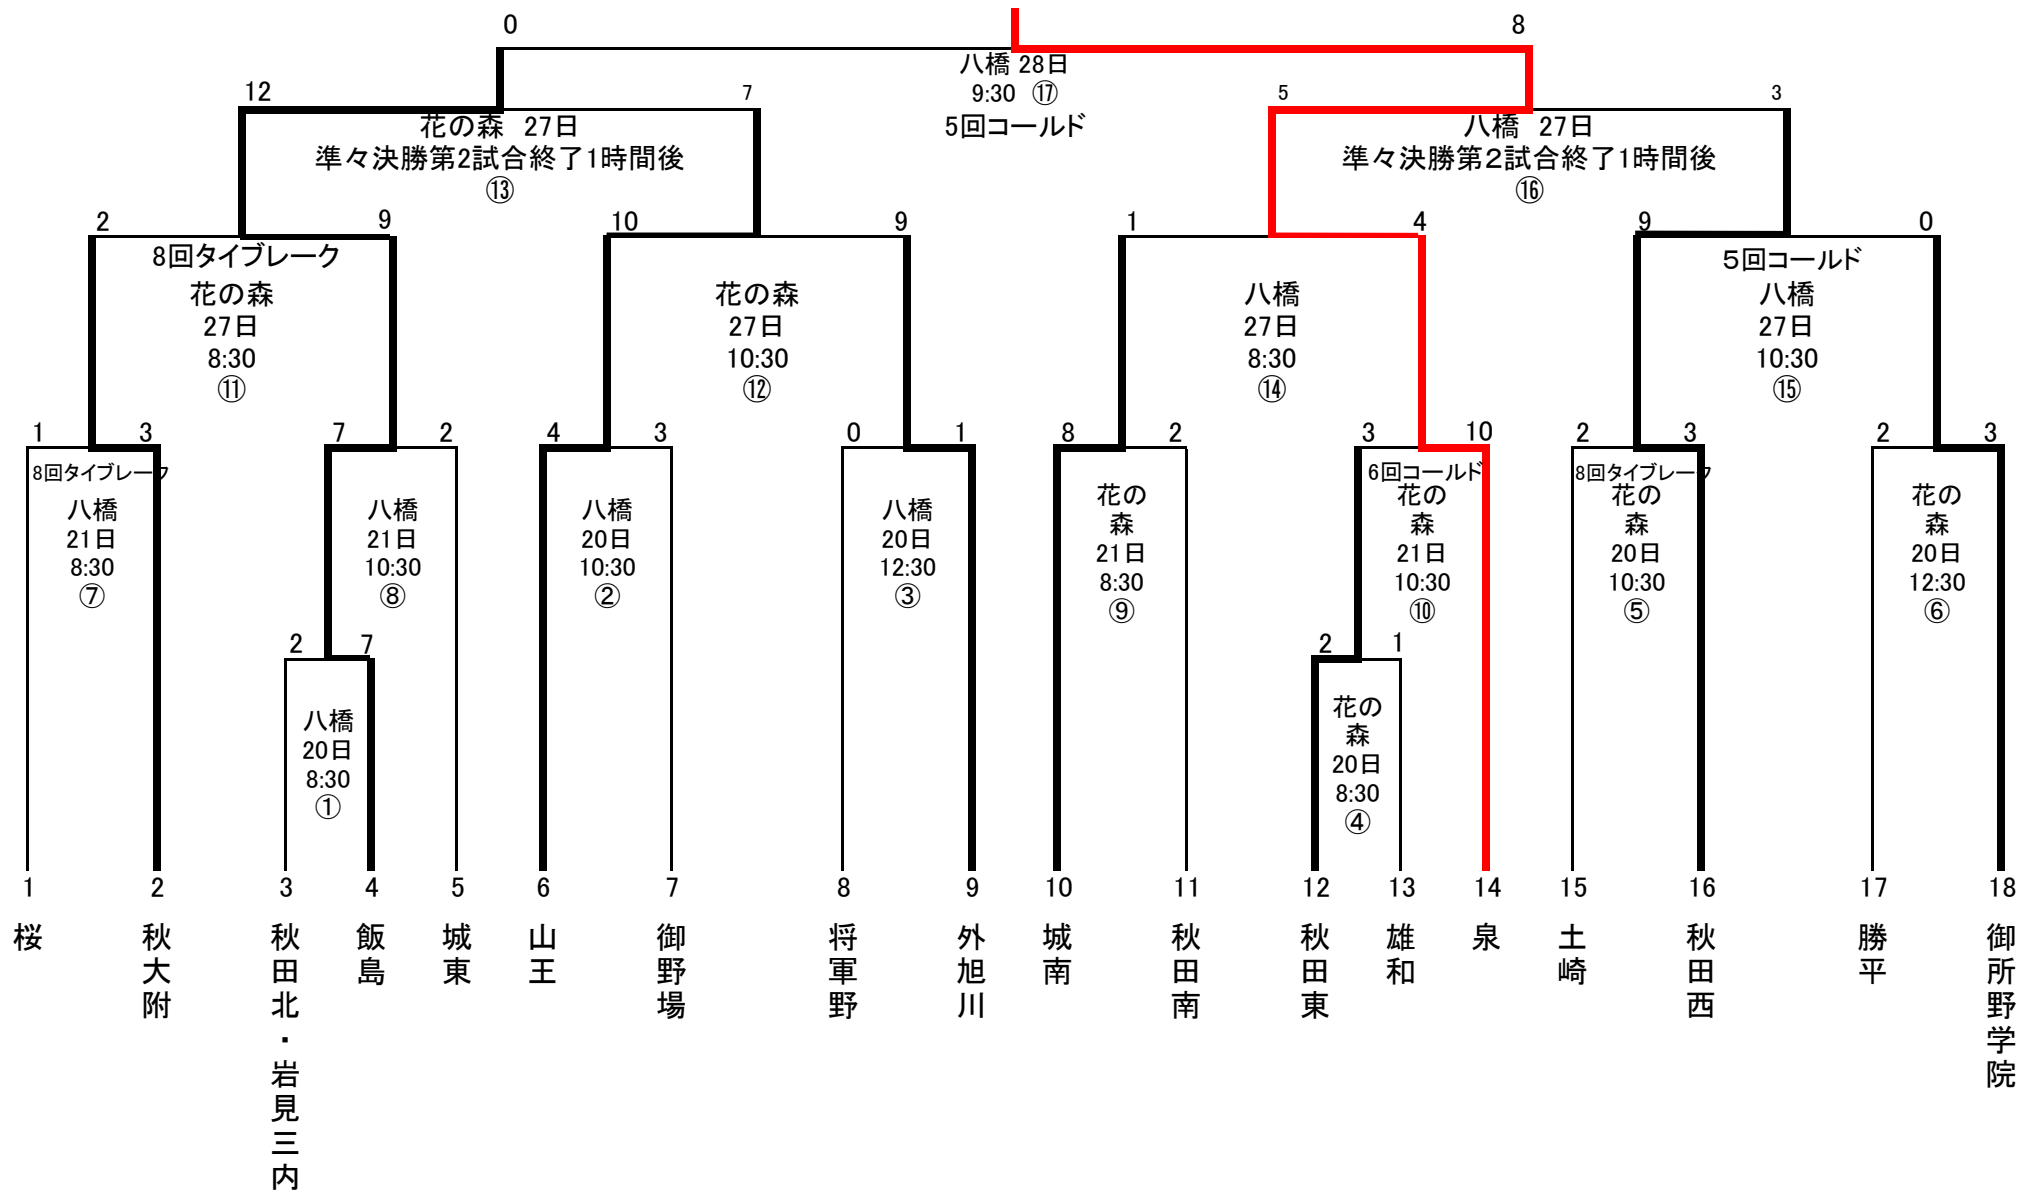 0 8
八橋 28日
9:30 ⑰
5回コールド
12 7 5 3
花の森 27日
準々決勝第2試合終了1時間後
⑬
八橋 27日
準々決勝第2試合終了1時間後
⑯
2 9 10 9 1 4 9 0
8回タイブレーク
花の森
27日
8:30
⑪
花の森
27日
10:30
⑫
八橋
27日
8:30
⑭
5回コールド
八橋
27日
10:30
⑮
1 3 7 2 4 3 0 1 8 2 3 10 2 3 2 3
8回タイブレーク
八橋
21日
8:30
⑦
八橋
21日
10:30
⑧
八橋
20日
10:30
②
八橋
20日
12:30
③
花の
森
21日
8:30
⑨
6回コールド
花の
森
21日
10:30
⑩
8回タイブレーク
花の
森
20日
10:30
⑤
花の
森
20日
12:30
⑥
2 7 2 1
八橋
20日
8:30
①
花の
森
20日
8:30
④
1 2 3 4 5 6 7 8 9 10 11 12 13 14 15 16 17 18
桜
秋大附
秋田北・岩見三内
飯島
城東
山王
御野場
将軍野
外旭川
城南
秋田南
秋田東
雄和
泉
土崎
秋田西
勝平
御所野学院